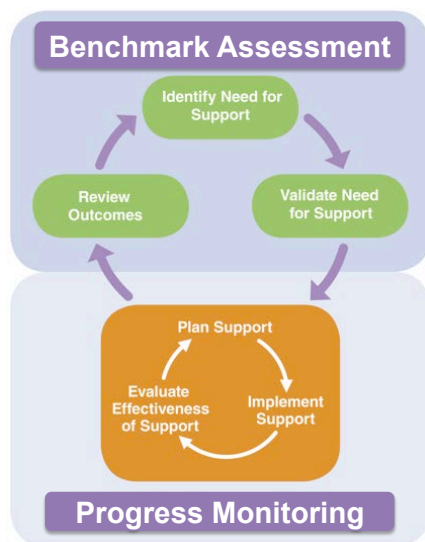 Benchmark Assessment
Identify Need for
Support
Review
Outcomes
Validate Need
for Support
Plan Support
Evaluate
Effectiveness
of Support
Implement
Support
Progress Monitoring